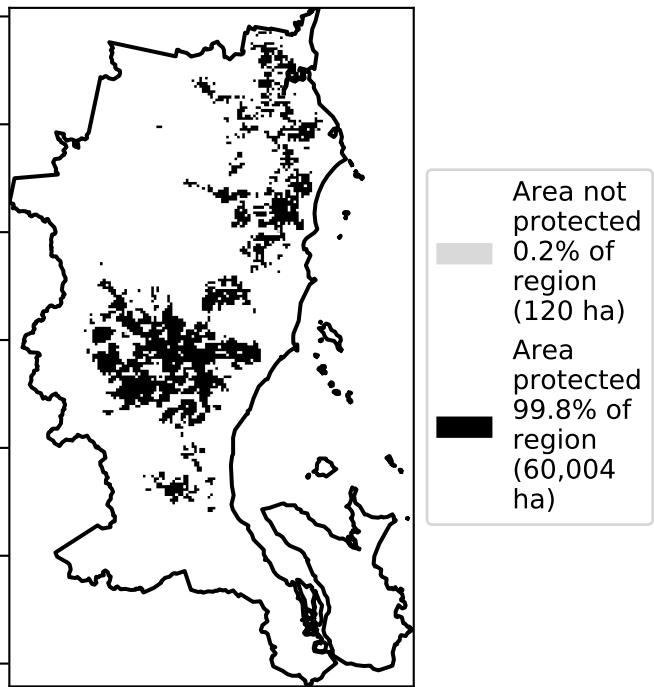 Area not
protected
0.2% of
region
(120 ha)
Area
protected
99.8% of
region
(60,004
ha)